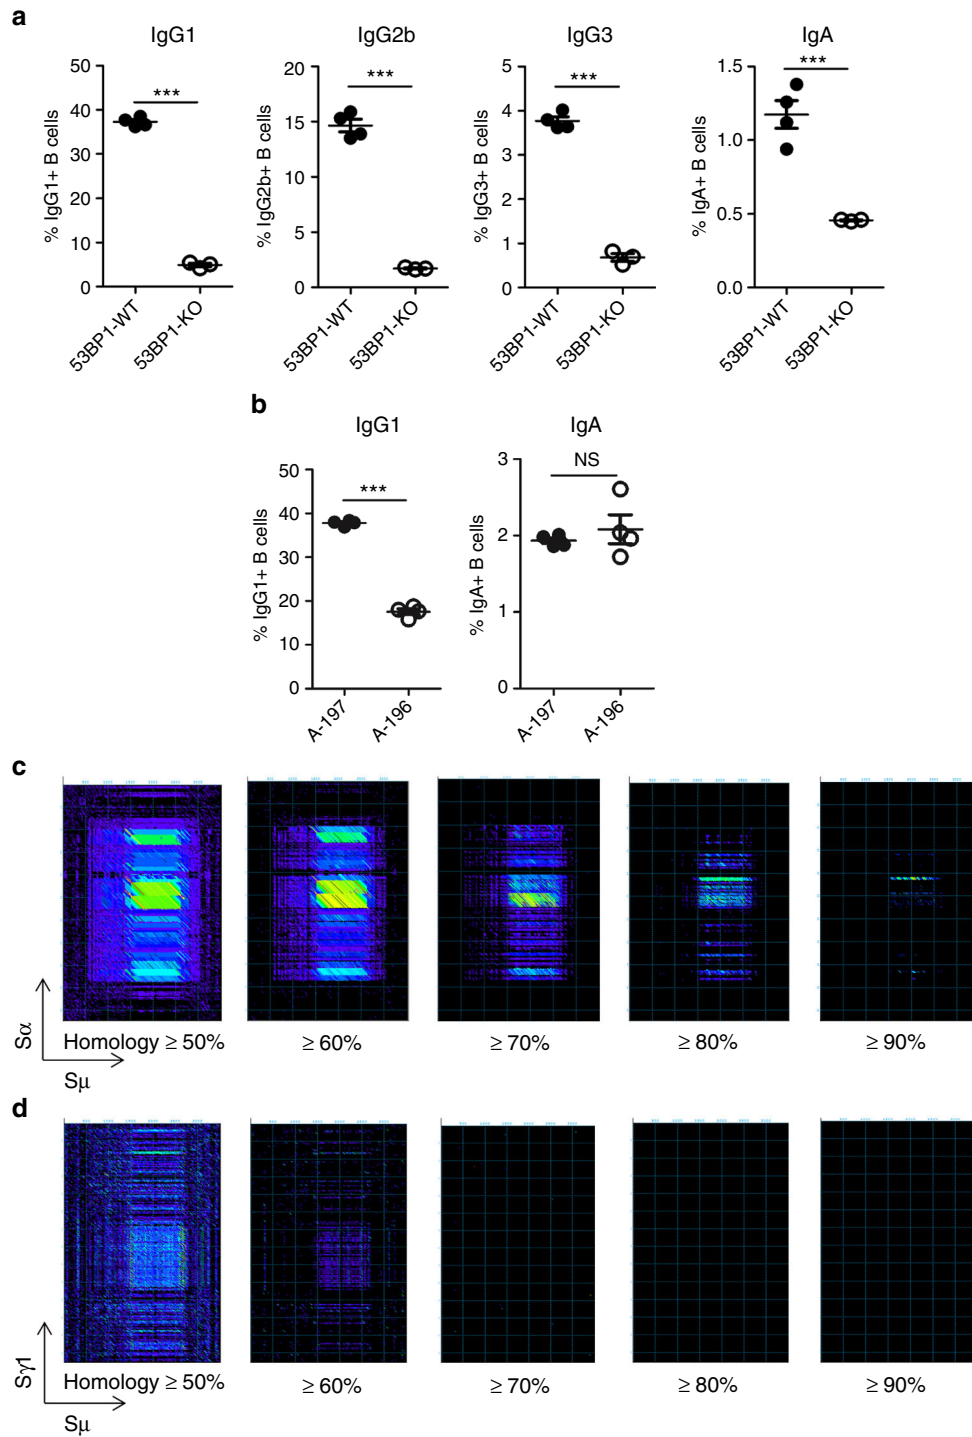 a
IgG1
IgG2b
IgG3
IgA
% IgG1+ B cells
50
40
30
20
10
0
***
53BP1-WT
53BP1-KO
% IgG2b+ B cells
20
15
10
5
0
***
53BP1-WT
53BP1-KO
% IgG3+ B cells
5
4
3
2
1
0
***
53BP1-WT
53BP1-KO
% IgA+ B cells
1.5
1.0
0.5
0.0
***
53BP1-WT
53BP1-KO
b
IgG1
IgA
% IgG1+ B cells
50
40
30
20
10
0
***
A-197
A-196
% IgA+ B cells
3
2
1
0
NS
A-197
A-196
c
Sα
Sμ
Homology ≥ 50%
≥ 60%
≥ 70%
≥ 80%
≥ 90%
d
Sγ1
Sμ
Homology ≥ 50%
≥ 60%
≥ 70%
≥ 80%
≥ 90%